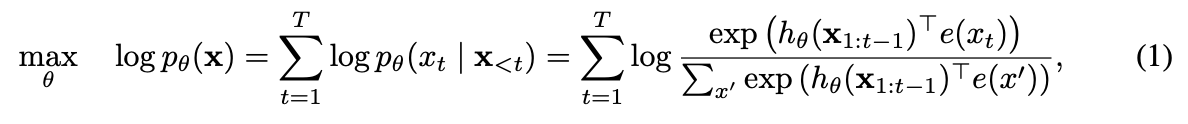 max_θ log p_θ(𝐱) = ∑_{t=1}^{T} log p_θ(x_t | 𝐱_{<t}) = ∑_{t=1}^{T} log \frac{exp (h_θ(𝐱_{1:t−1})^⊤ e(x_t))}{∑_{x′} exp (h_θ(𝐱_{1:t−1})^⊤ e(x′))}, (1)